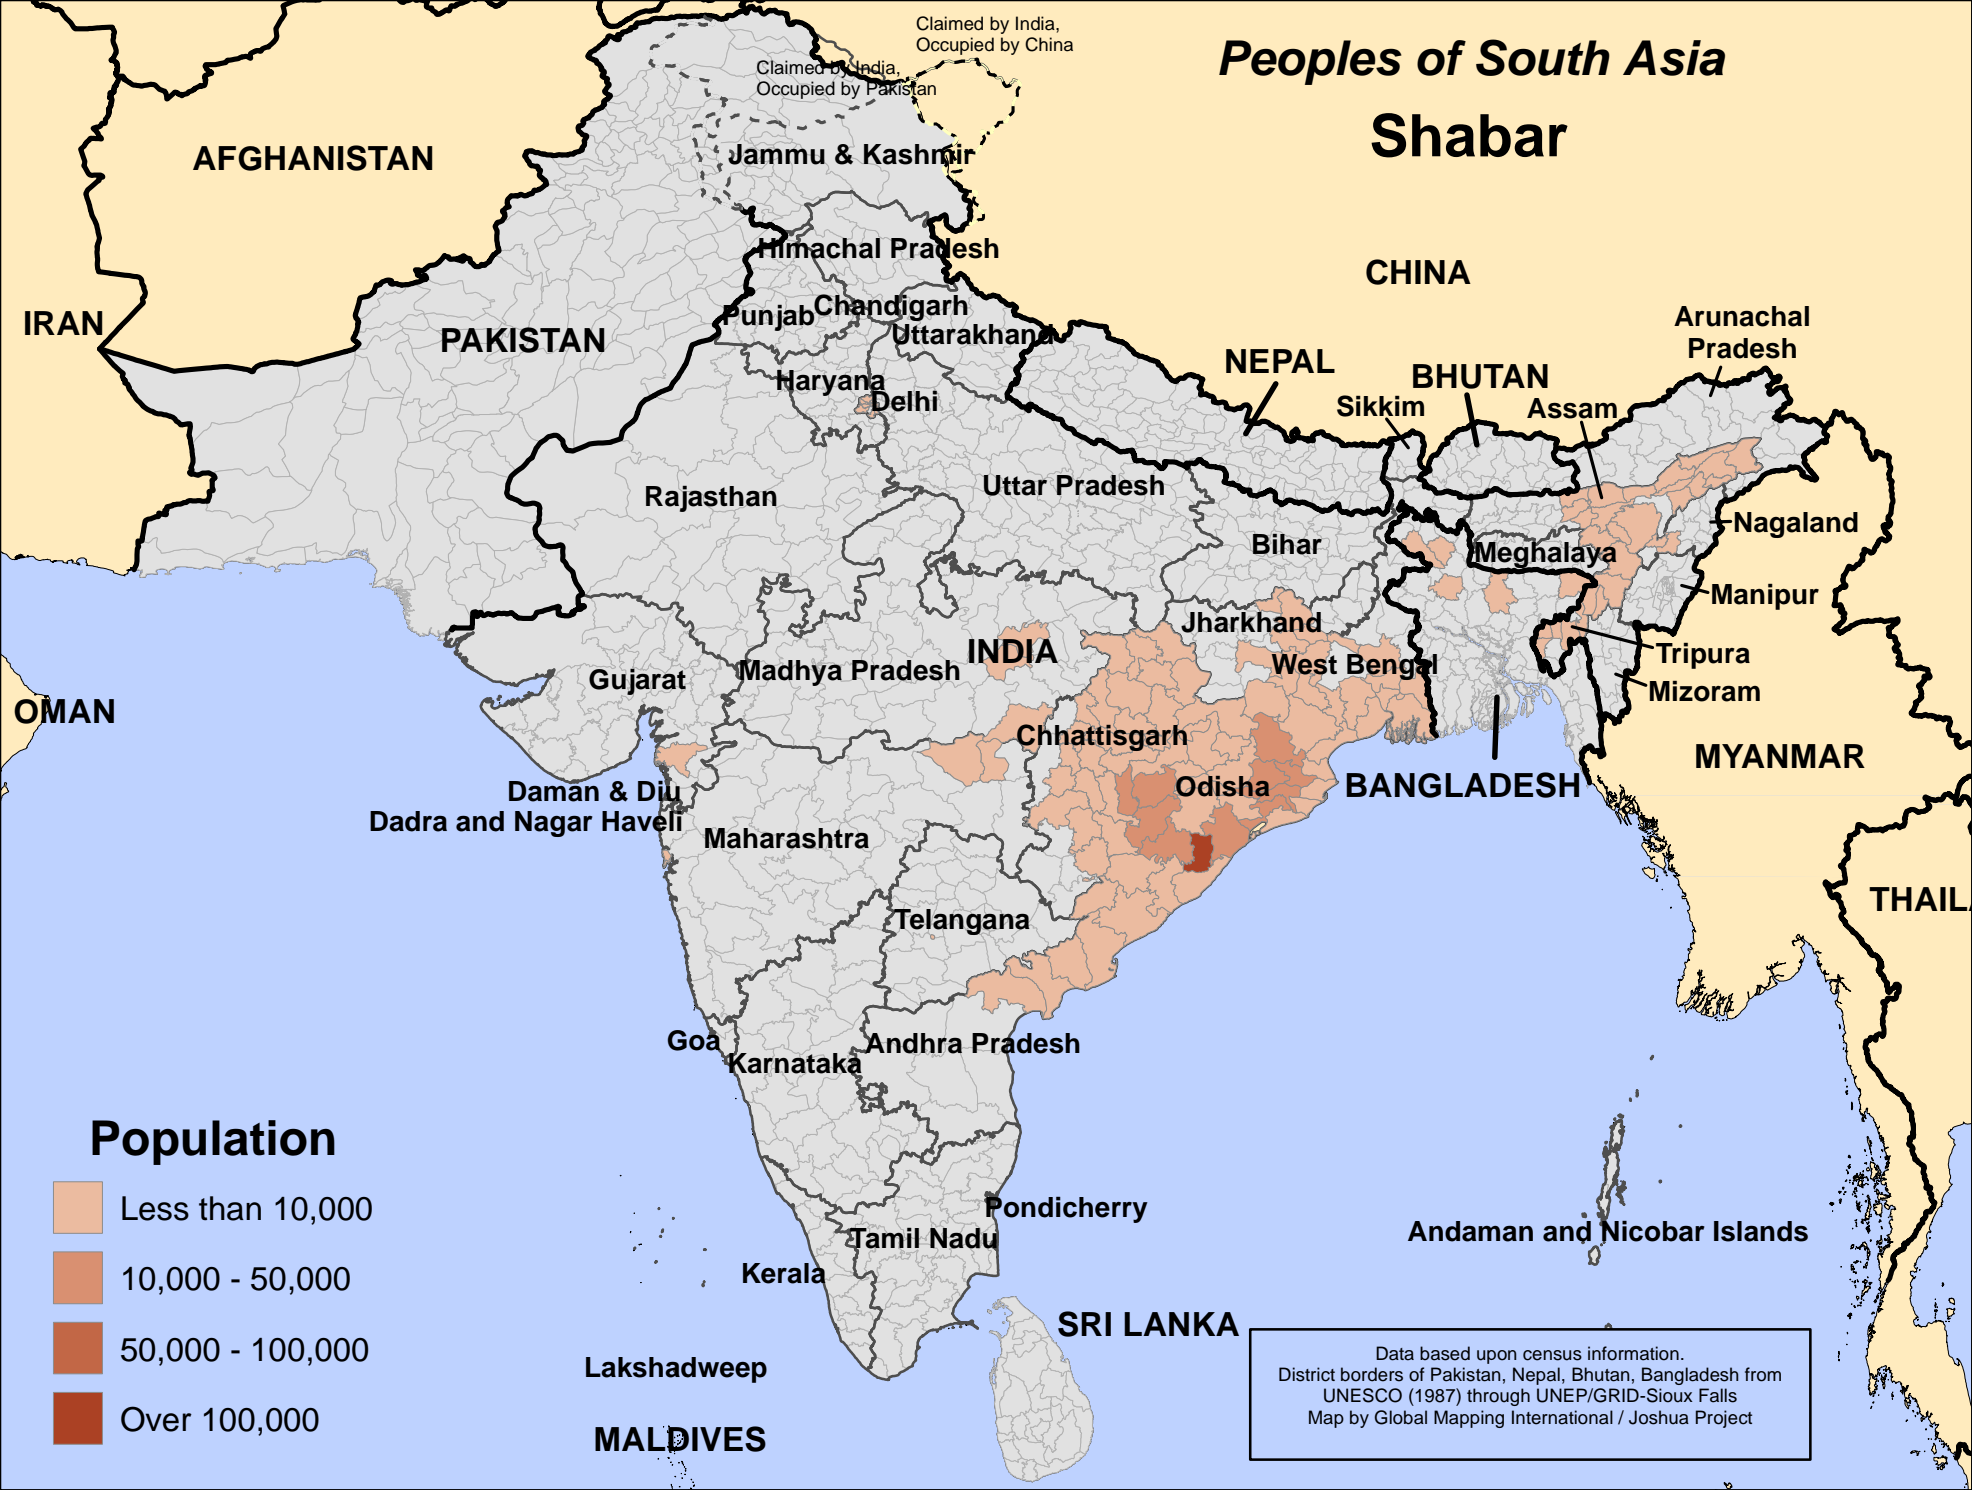 Claimed by India,
Occupied by China
Peoples of South Asia
Claimed by India,
Occupied by Pakistan
Shabar
AFGHANISTAN
Jammu & Kashmir
Himachal Pradesh
CHINA
IRAN
PAKISTAN
Punjab
Chandigarh
Uttarakhand
Arunachal
Pradesh
NEPAL
BHUTAN
Haryana
Delhi
Sikkim
Assam
Rajasthan
Uttar Pradesh
Nagaland
Bihar
Meghalaya
Manipur
Jharkhand
INDIA
West Bengal
Tripura
Gujarat
Madhya Pradesh
Mizoram
OMAN
Chhattisgarh
MYANMAR
Odisha
BANGLADESH
Daman & Diu
Dadra and Nagar Haveli
Maharashtra
THAIL
Telangana
Goa
Karnataka
Andhra Pradesh
Population
Less than 10,000
10,000 - 50,000
50,000 - 100,000
Over 100,000
Pondicherry
Tamil Nadu
Kerala
Andaman and Nicobar Islands
SRI LANKA
Lakshadweep
MALDIVES
Data based upon census information.
District borders of Pakistan, Nepal, Bhutan, Bangladesh from
UNESCO (1987) through UNEP/GRID-Sioux Falls
Map by Global Mapping International / Joshua Project